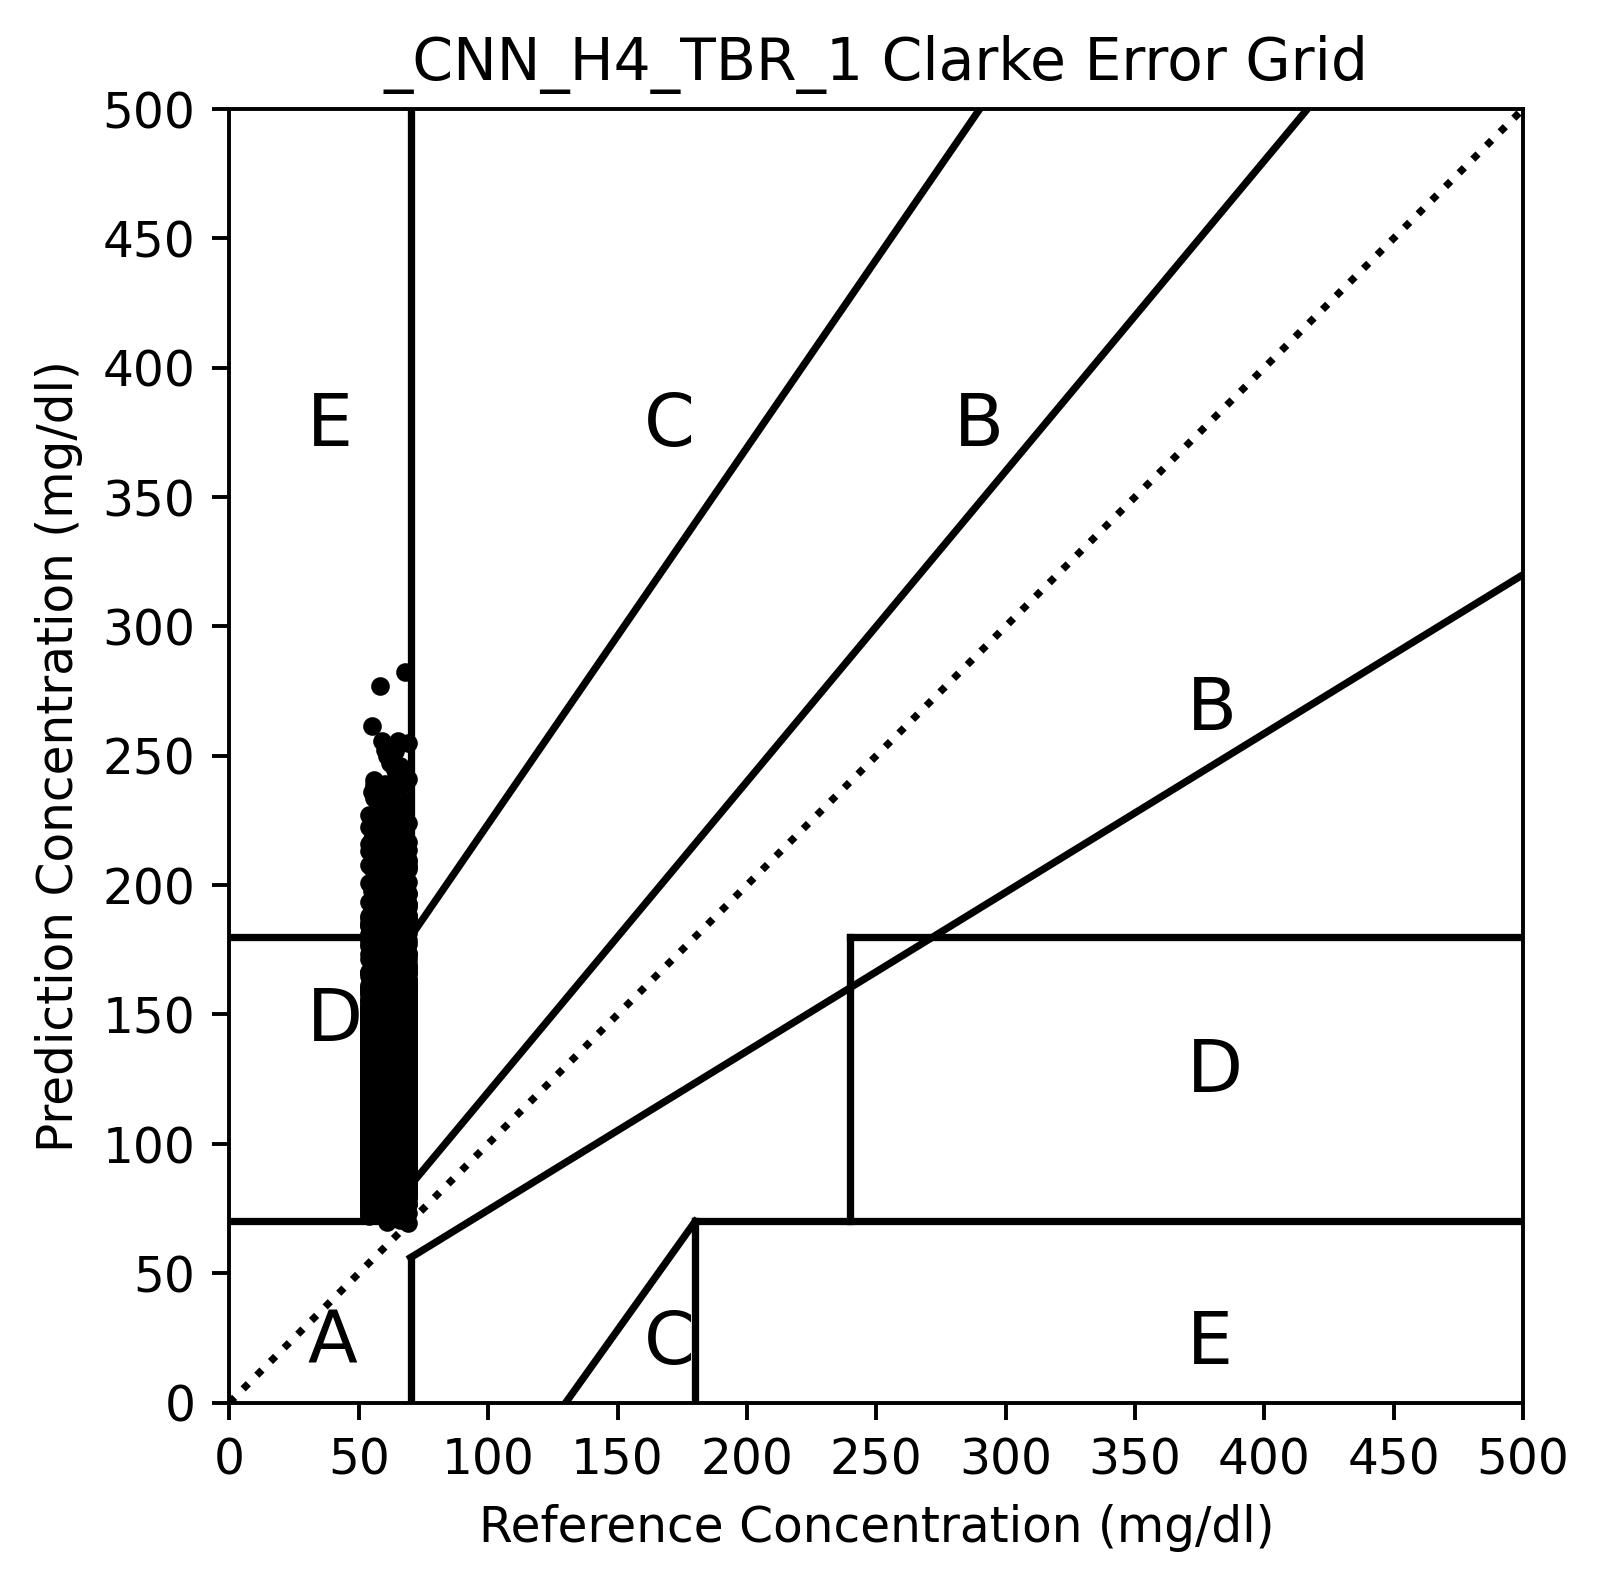 _CNN_H4_TBR_1 Clarke Error Grid
500
450
400
350
300
250
200
150
100
50
0
Prediction Concentration (mg/dl)
E
C
B
B
D
D
A
C
E
0 50 100 150 200 250 300 350 400 450 500
Reference Concentration (mg/dl)